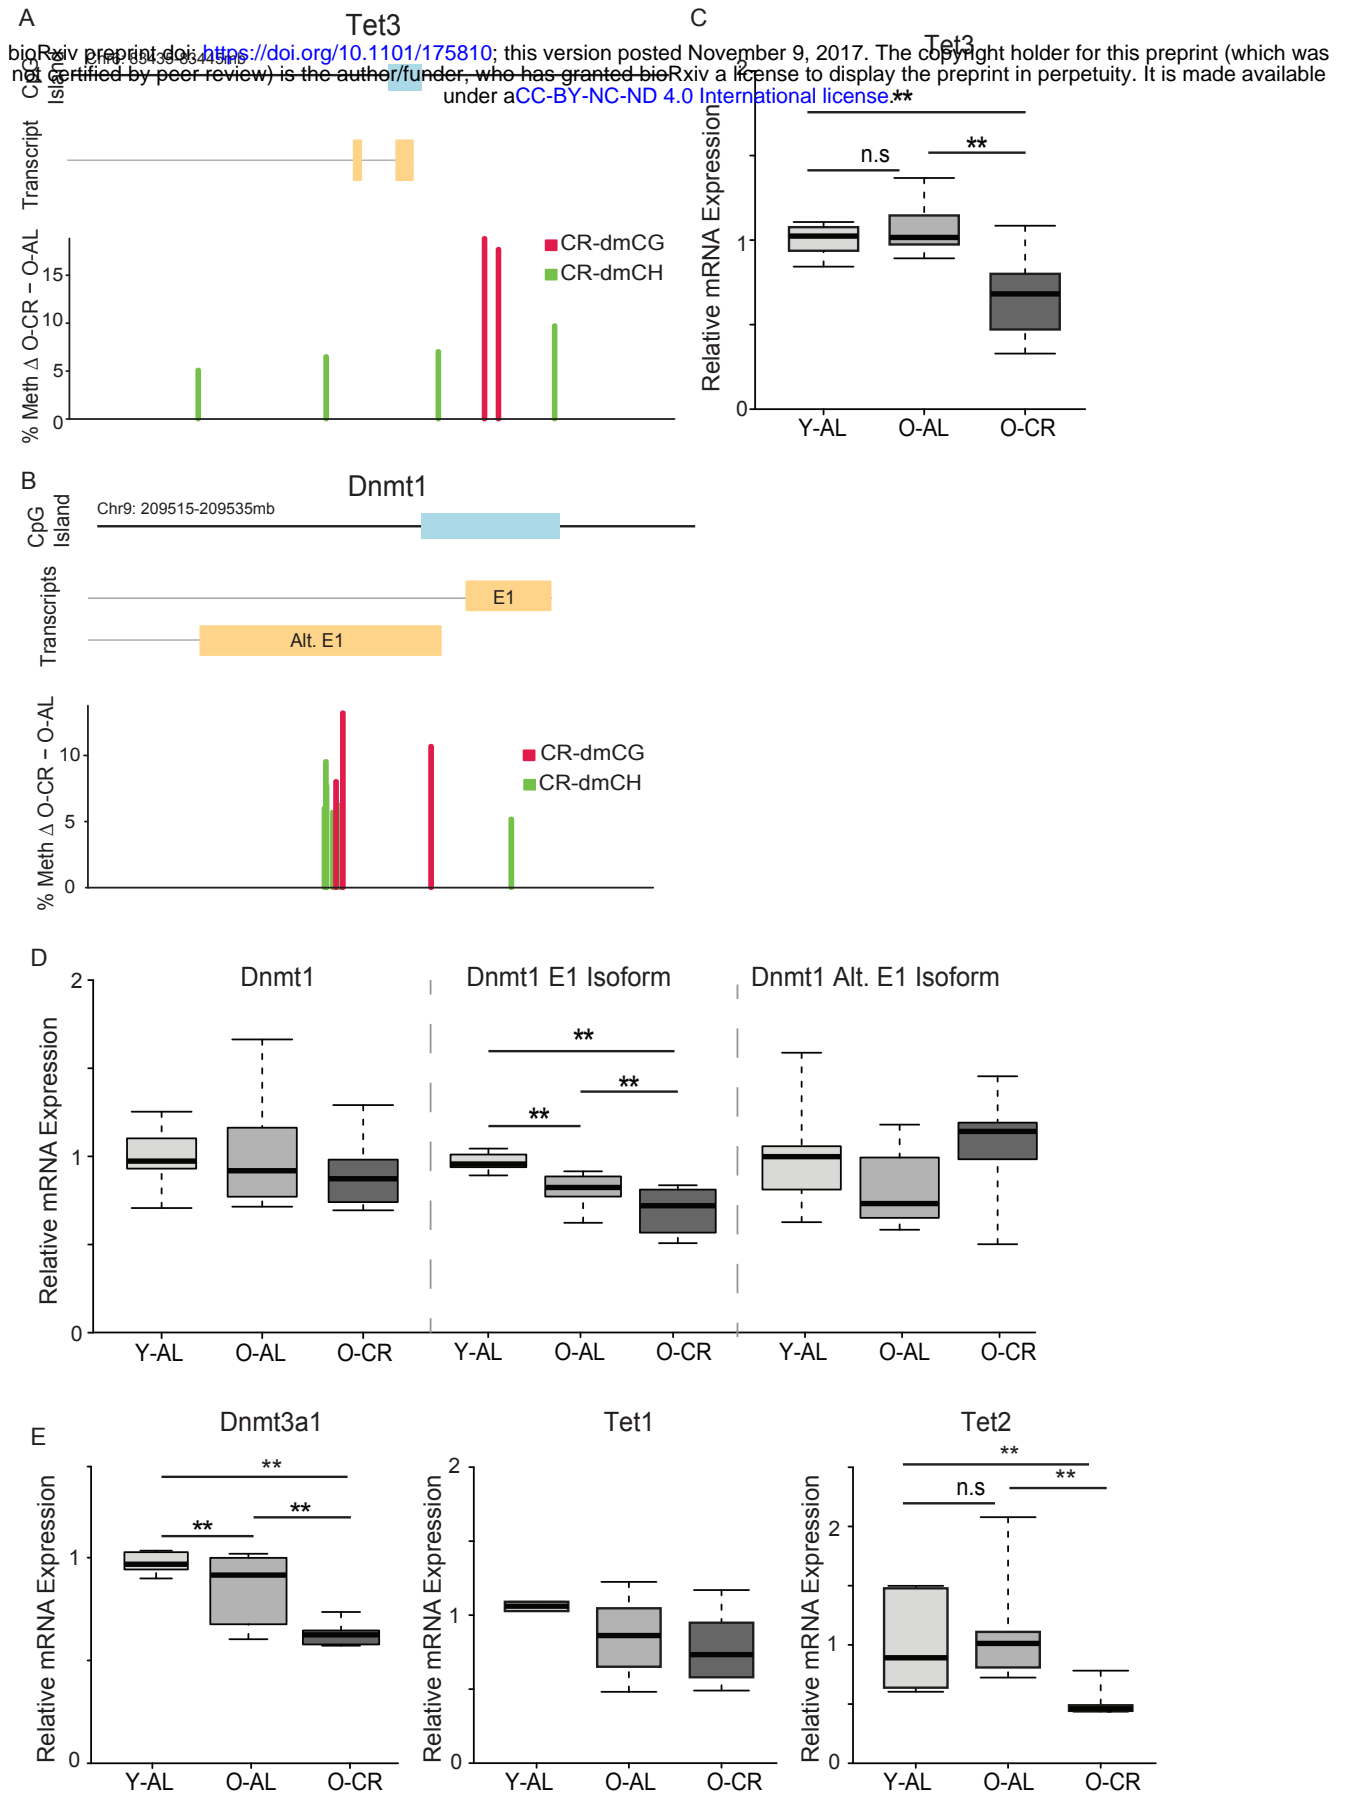 A
Tet3
C
bioRxiv preprint doi: https://doi.org/10.1101/175810; this version posted November 9, 2017. The copyright holder for this preprint (which was
not certified by peer review) is the author/funder, who has granted bioRxiv a license to display the preprint in perpetuity. It is made available
under aCC-BY-NC-ND 4.0 International license.
Tet3
CpG
Island
Transcript
% Meth Δ O-CR – O-AL
15
10
5
0
CR-dmCG
CR-dmCH
Relative mRNA Expression
2
1
0
**
n.s
**
Y-AL
O-AL
O-CR
B
Dnmt1
CpG
Island
Chr9: 209515-209535mb
Transcripts
E1
Alt. E1
% Meth Δ O-CR – O-AL
10
5
0
CR-dmCG
CR-dmCH
D
Relative mRNA Expression
2
1
0
Dnmt1
Dnmt1 E1 Isoform
Dnmt1 Alt. E1 Isoform
**
**
**
Y-AL
O-AL
O-CR
Y-AL
O-AL
O-CR
Y-AL
O-AL
O-CR
E
Dnmt3a1
Relative mRNA Expression
1
0
**
**
**
Y-AL
O-AL
O-CR
Tet1
Relative mRNA Expression
2
1
0
Y-AL
O-AL
O-CR
Tet2
Relative mRNA Expression
2
1
0
**
n.s
**
Y-AL
O-AL
O-CR